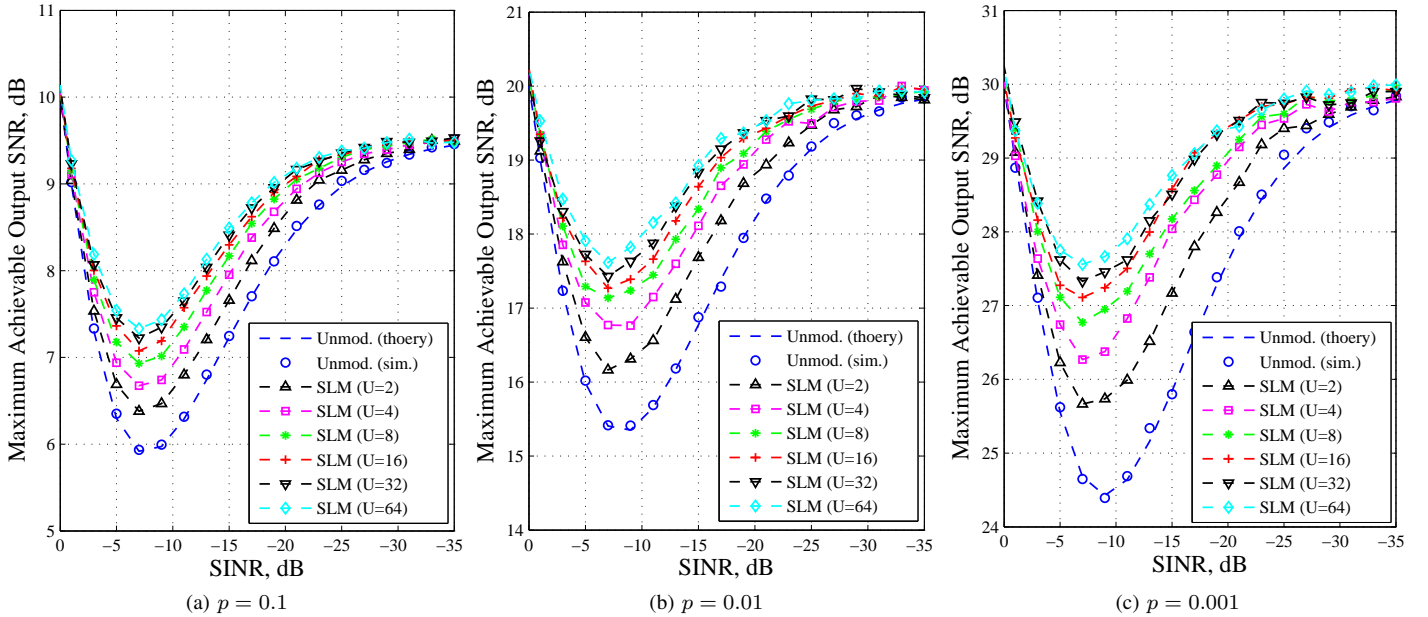 Maximum Achievable Output SNR, dB
11
10
9
8
7
6
5
0 −5 −10 −15 −20 −25 −30 −35
SINR, dB
Unmod. (thoery)
Unmod. (sim.)
SLM (U=2)
SLM (U=4)
SLM (U=8)
SLM (U=16)
SLM (U=32)
SLM (U=64)
(a) p = 0.1
Maximum Achievable Output SNR, dB
21
20
19
18
17
16
15
14
0 −5 −10 −15 −20 −25 −30 −35
SINR, dB
Unmod. (thoery)
Unmod. (sim.)
SLM (U=2)
SLM (U=4)
SLM (U=8)
SLM (U=16)
SLM (U=32)
SLM (U=64)
(b) p = 0.01
Maximum Achievable Output SNR, dB
31
30
29
28
27
26
25
24
0 −5 −10 −15 −20 −25 −30 −35
SINR, dB
Unmod. (thoery)
Unmod. (sim.)
SLM (U=2)
SLM (U=4)
SLM (U=8)
SLM (U=16)
SLM (U=32)
SLM (U=64)
(c) p = 0.001